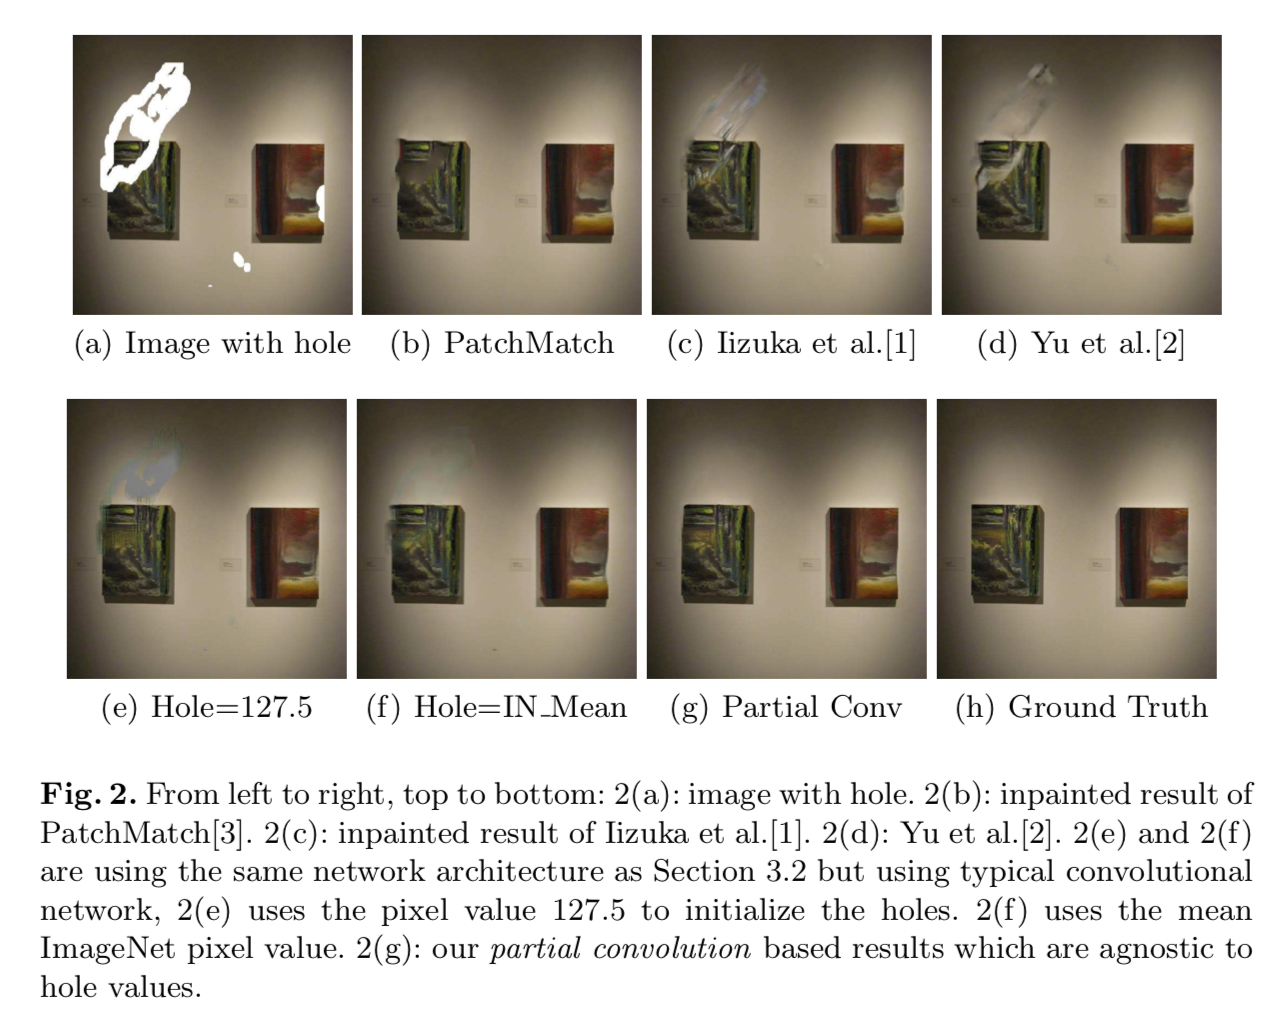 (a) Image with hole (b) PatchMatch (c) Iizuka et al.[1] (d) Yu et al.[2]
(e) Hole=127.5 (f) Hole=IN_Mean (g) Partial Conv (h) Ground Truth
Fig. 2. From left to right, top to bottom: 2(a): image with hole. 2(b): inpainted result of
PatchMatch[3]. 2(c): inpainted result of Iizuka et al.[1]. 2(d): Yu et al.[2]. 2(e) and 2(f)
are using the same network architecture as Section 3.2 but using typical convolutional
network, 2(e) uses the pixel value 127.5 to initialize the holes. 2(f) uses the mean
ImageNet pixel value. 2(g): our partial convolution based results which are agnostic to
hole values.